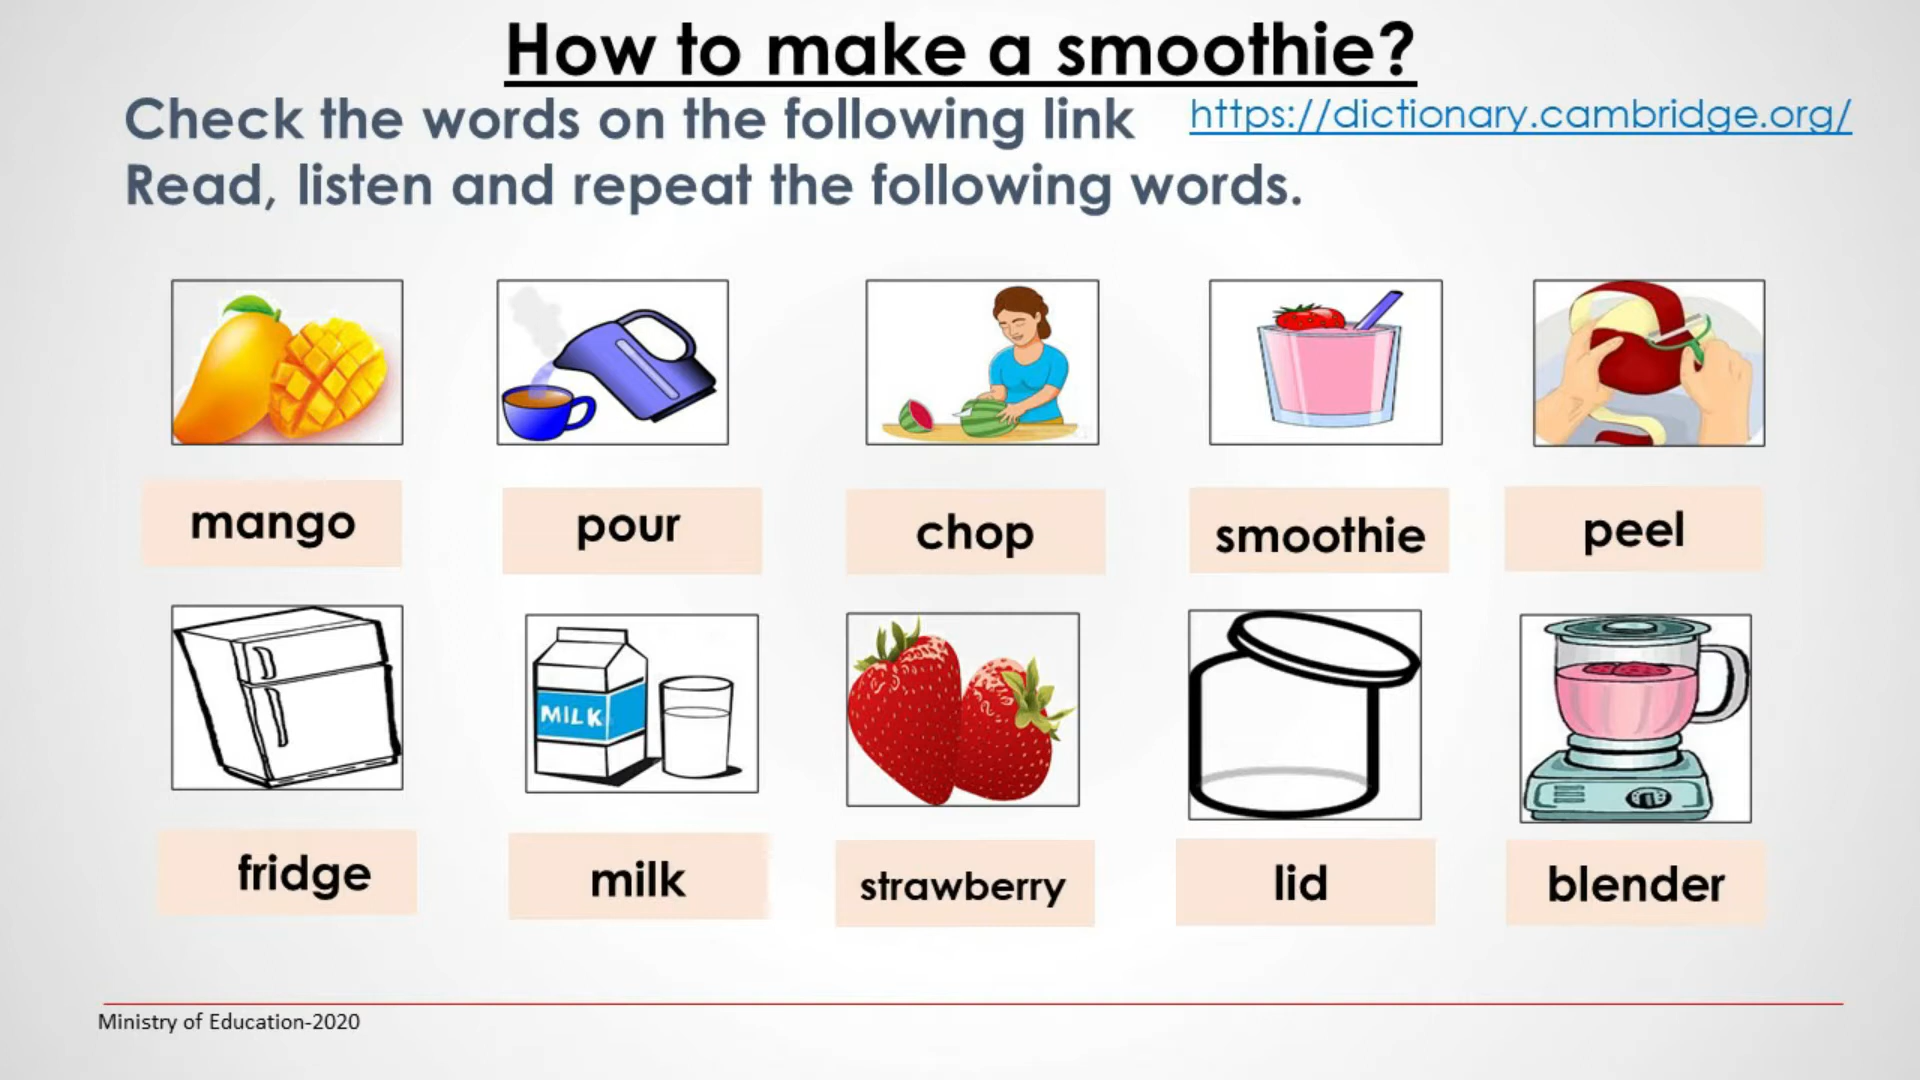 How to make a smoothie?
Check the words on the following link https://dictionary.cambridge.org/
Read, listen and repeat the following words.
mango pour chop smoothie peel
MILK
fridge milk strawberry lid blender
Ministry of Education-2020